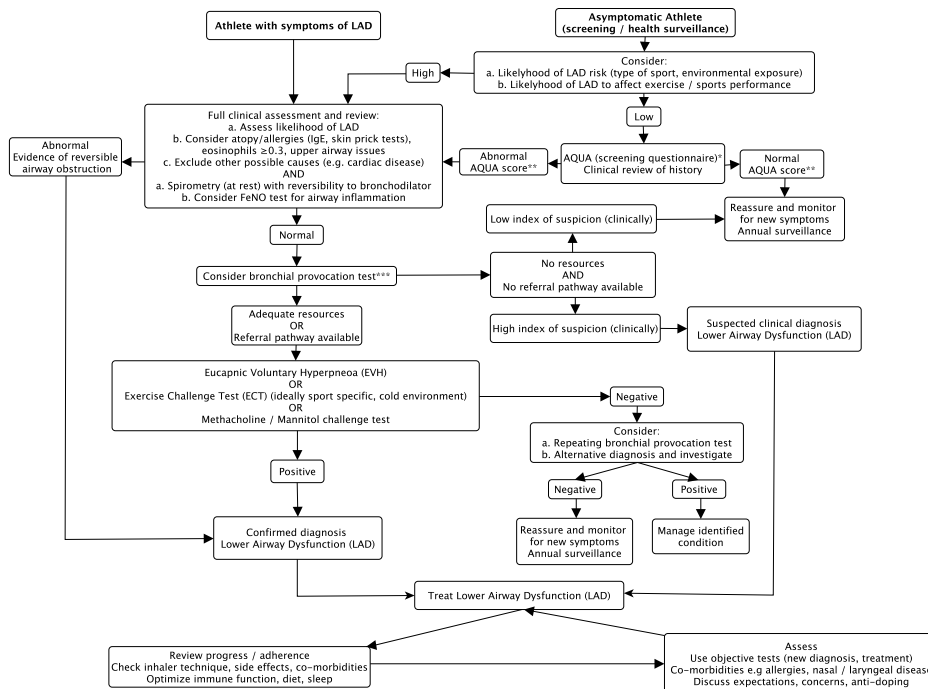 Athlete with symptoms of LAD
Asymptomatic Athlete
(screening / health surveillance)
Consider:
a. Likelyhood of LAD risk (type of sport, environmental exposure)
b. Likelyhood of LAD to affect exercise / sports performance
High
Low
Full clinical assessment and review:
a. Assess likelihood of LAD
b. Consider atopy/allergies (IgE, skin prick tests),
eosinophils ≥0.3, upper airway issues
c. Exclude other possible causes (e.g. cardiac disease)
AND
a. Spirometry (at rest) with reversibility to bronchodilator
b. Consider FeNO test for airway inflammation
Abnormal
Evidence of reversible
airway obstruction
Abnormal
AQUA score**
AQUA (screening questionnaire)*
Clinical review of history
Normal
AQUA score**
Reassure and monitor
for new symptoms
Annual surveillance
Low index of suspicion (clinically)
Normal
Consider bronchial provocation test***
No resources
AND
No referral pathway available
Adequate resources
OR
Referral pathway available
High index of suspicion (clinically)
Suspected clinical diagnosis
Lower Airway Dysfunction (LAD)
Eucapnic Voluntary Hyperpnoea (EVH)
OR
Exercise Challenge Test (ECT) (ideally sport specific, cold environment)
OR
Methacholine / Mannitol challenge test
Negative
Consider:
a. Repeating bronchial provocation test
b. Alternative diagnosis and investigate
Positive
Negative
Positive
Reassure and monitor
for new symptoms
Annual surveillance
Manage identified
condition
Confirmed diagnosis
Lower Airway Dysfunction (LAD)
Treat Lower Airway Dysfunction (LAD)
Review progress / adherence
Check inhaler technique, side effects, co-morbidities
Optimize immune function, diet, sleep
Assess
Use objective tests (new diagnosis, treatment)
Co-morbidities e.g allergies, nasal / laryngeal disease
Discuss expectations, concerns, anti-doping